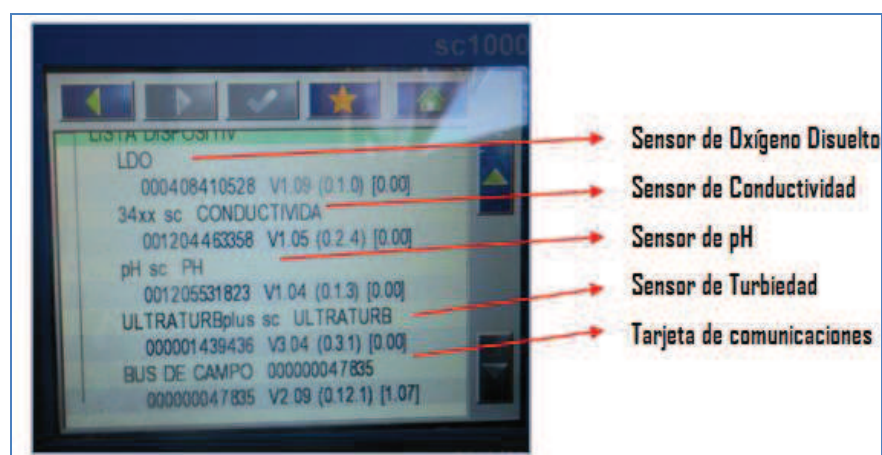 sc1000
LISTA DISPOSITIV
LDO
000408410528 V1.09 (0.1.0) [0.00]
34xx sc CONDUCTIVIDA
001204463358 V1.05 (0.2.4) [0.00]
pH sc PH
001205531823 V1.04 (0.1.3) [0.00]
ULTRATURBplus sc ULTRATURB
000001439436 V3.04 (0.3.1) [0.00]
BUS DE CAMPO 000000047835
000000047835 V2.09 (0.12.1) [1.07]
Sensor de Oxígeno Disuelto
Sensor de Conductividad
Sensor de pH
Sensor de Turbiedad
Tarjeta de comunicaciones